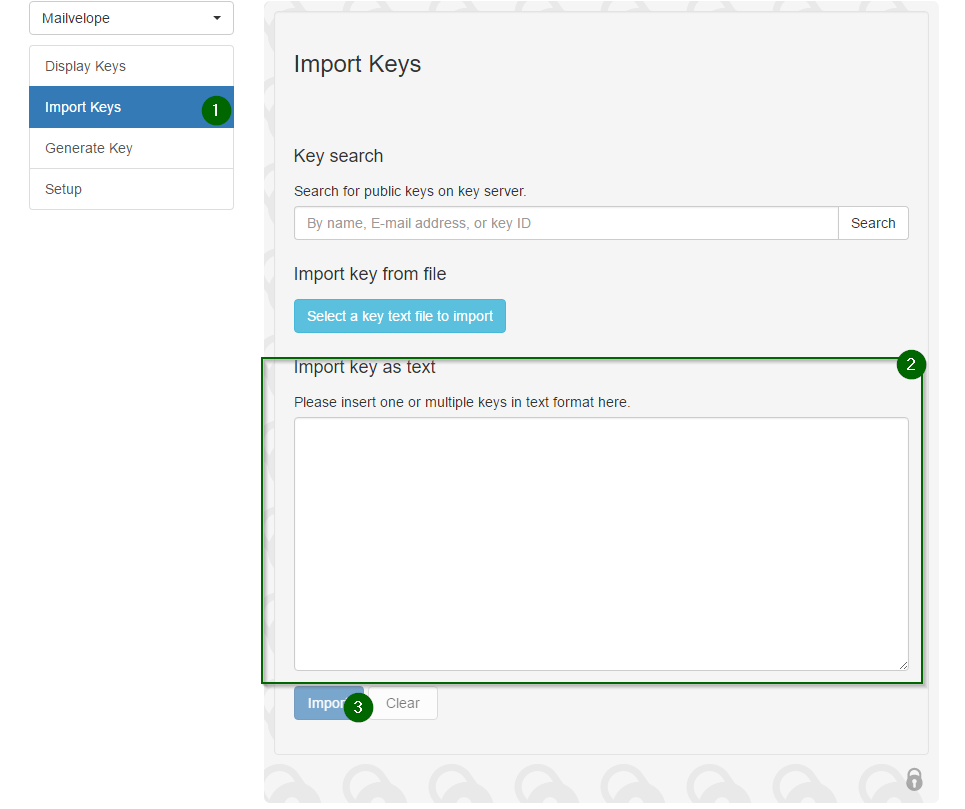 Mailvelope
Display Keys
Import Keys
1
Generate Key
Setup
Import Keys
Key search
Search for public keys on key server.
By name, E-mail address, or key ID
Search
Import key from file
Select a key text file to import
2
Import key as text
Please insert one or multiple keys in text format here.
Impor
3
Clear